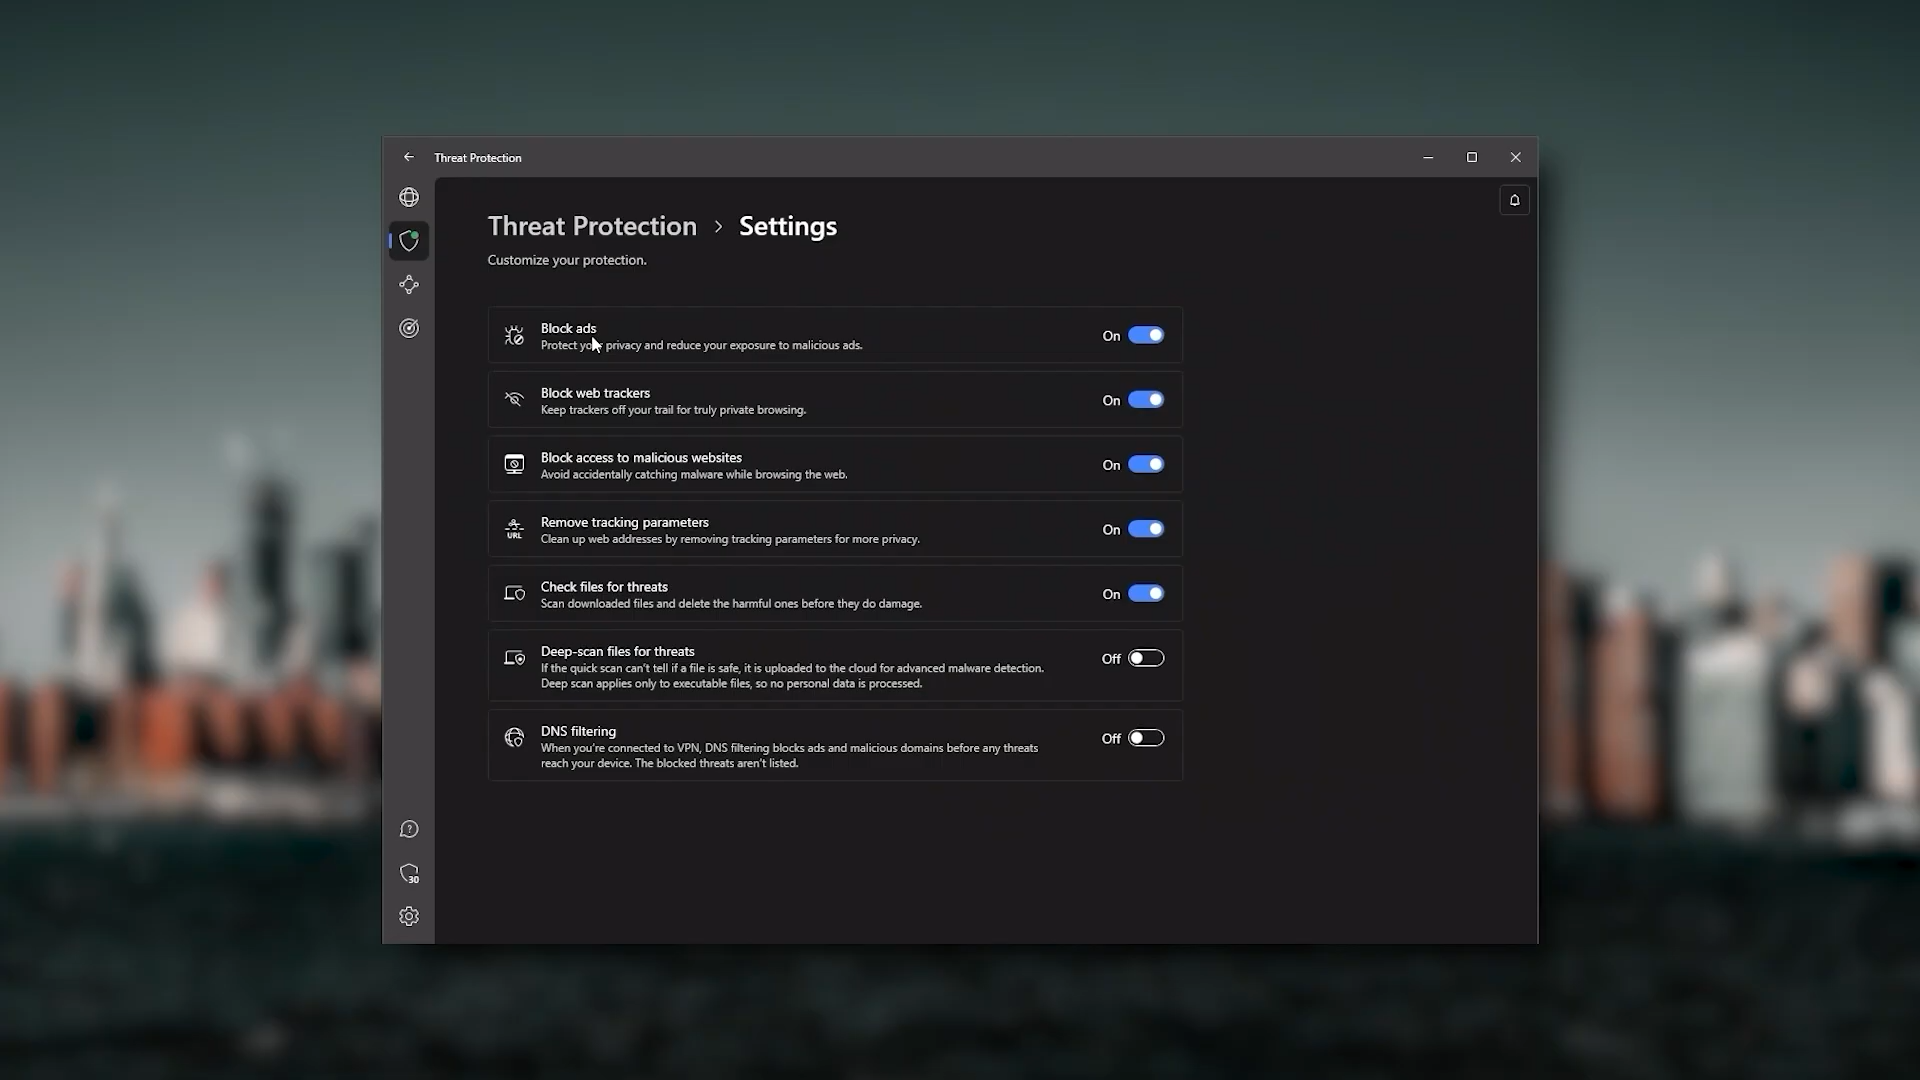 Threat Protection
Threat Protection > Settings
Customize your protection.
Block ads
Protect your privacy and reduce your exposure to malicious ads.
On
Block web trackers
Keep trackers off your trail for truly private browsing.
On
Block access to malicious websites
Avoid accidentally catching malware while browsing the web.
On
URL
Remove tracking parameters
Clean up web addresses by removing tracking parameters for more privacy.
On
Check files for threats
Scan downloaded files and delete the harmful ones before they do damage.
On
Deep-scan files for threats
If the quick scan can't tell if a file is safe, it is uploaded to the cloud for advanced malware detection.
Deep scan applies only to executable files, so no personal data is processed.
Off
DNS filtering
When you're connected to VPN, DNS filtering blocks ads and malicious domains before any threats
reach your device. The blocked threats aren't listed.
Off
30